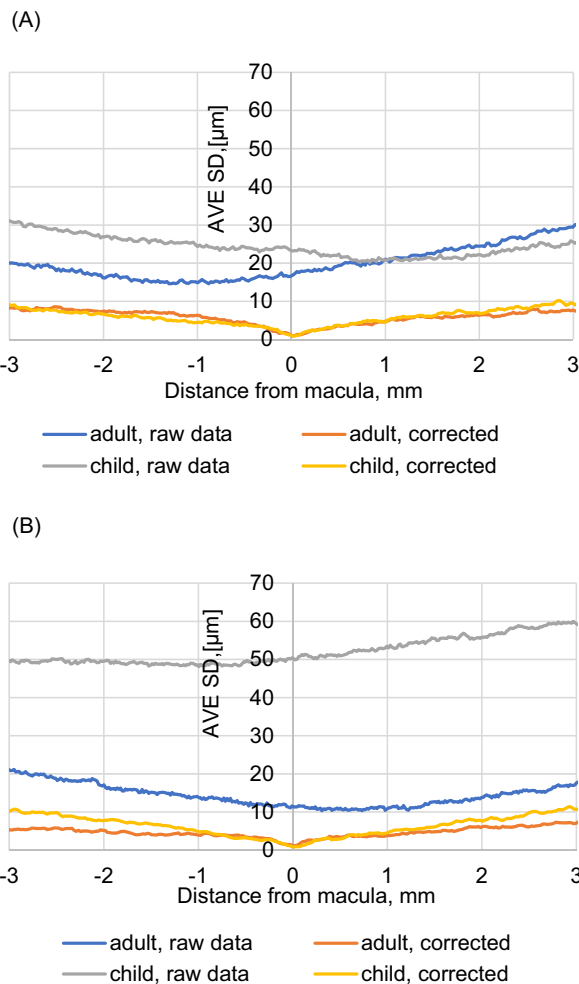 (A)
70
60
50
40
30
20
10
0
AVE SD,[µm]
-3 -2 -1 0 1 2 3
Distance from macula, mm
adult, raw data adult, corrected
child, raw data child, corrected
(B)
70
60
50
40
30
20
10
0
AVE SD,[µm]
-3 -2 -1 0 1 2 3
Distance from macula, mm
adult, raw data adult, corrected
child, raw data child, corrected